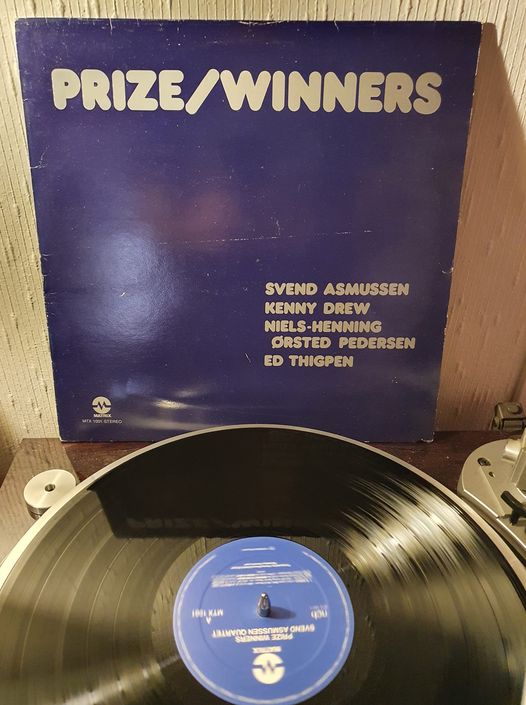 PRIZE/WINNERS
SVEND ASMUSSEN
KENNY DREW
NIELS-HENNING
ØRSTED PEDERSEN
ED THIGPEN
MATRIX
MTX 1001 STEREO
MATRIX
PRIZE WINNERS
SVEND ASMUSSEN QUARTET
A
MTX 1001
ncb